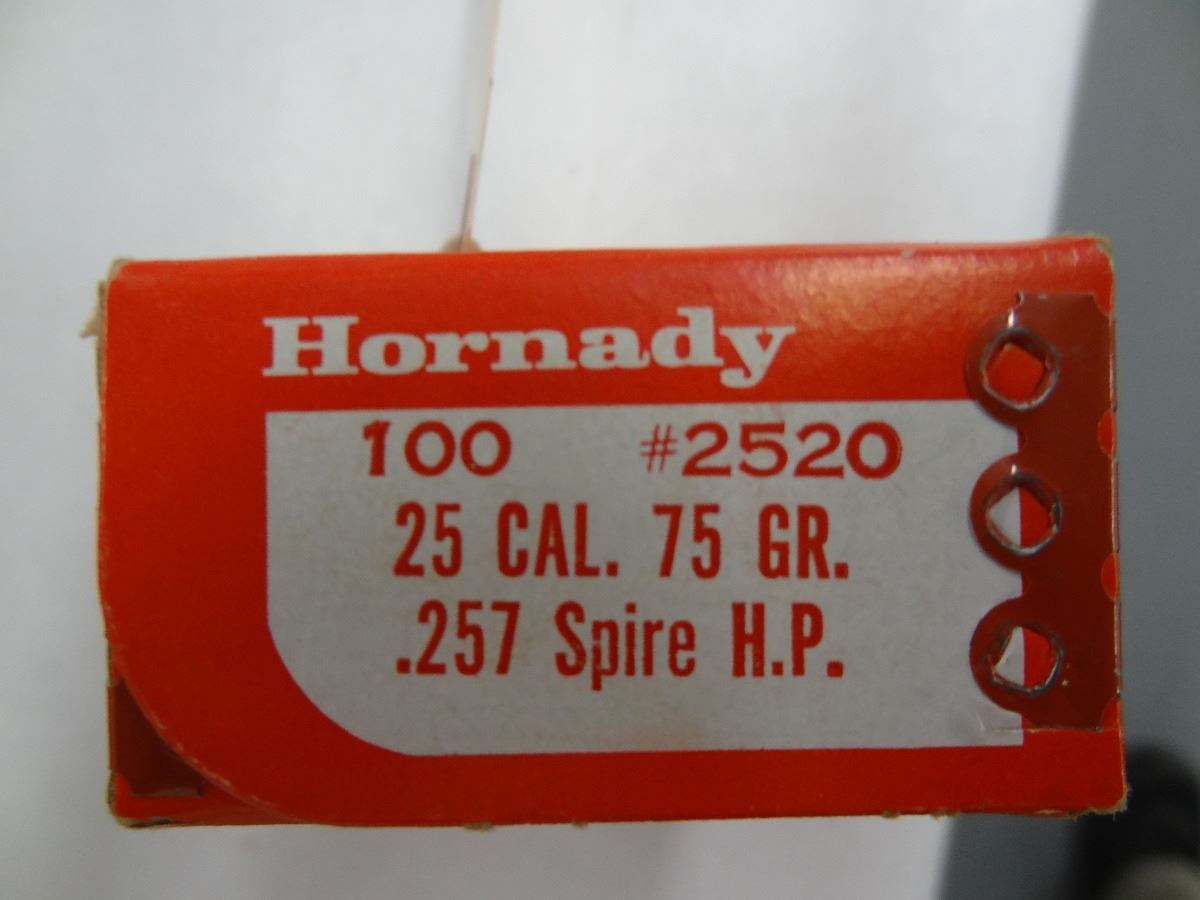 Hornady
100 #2520
25 CAL. 75 GR.
.257 Spire H.P.